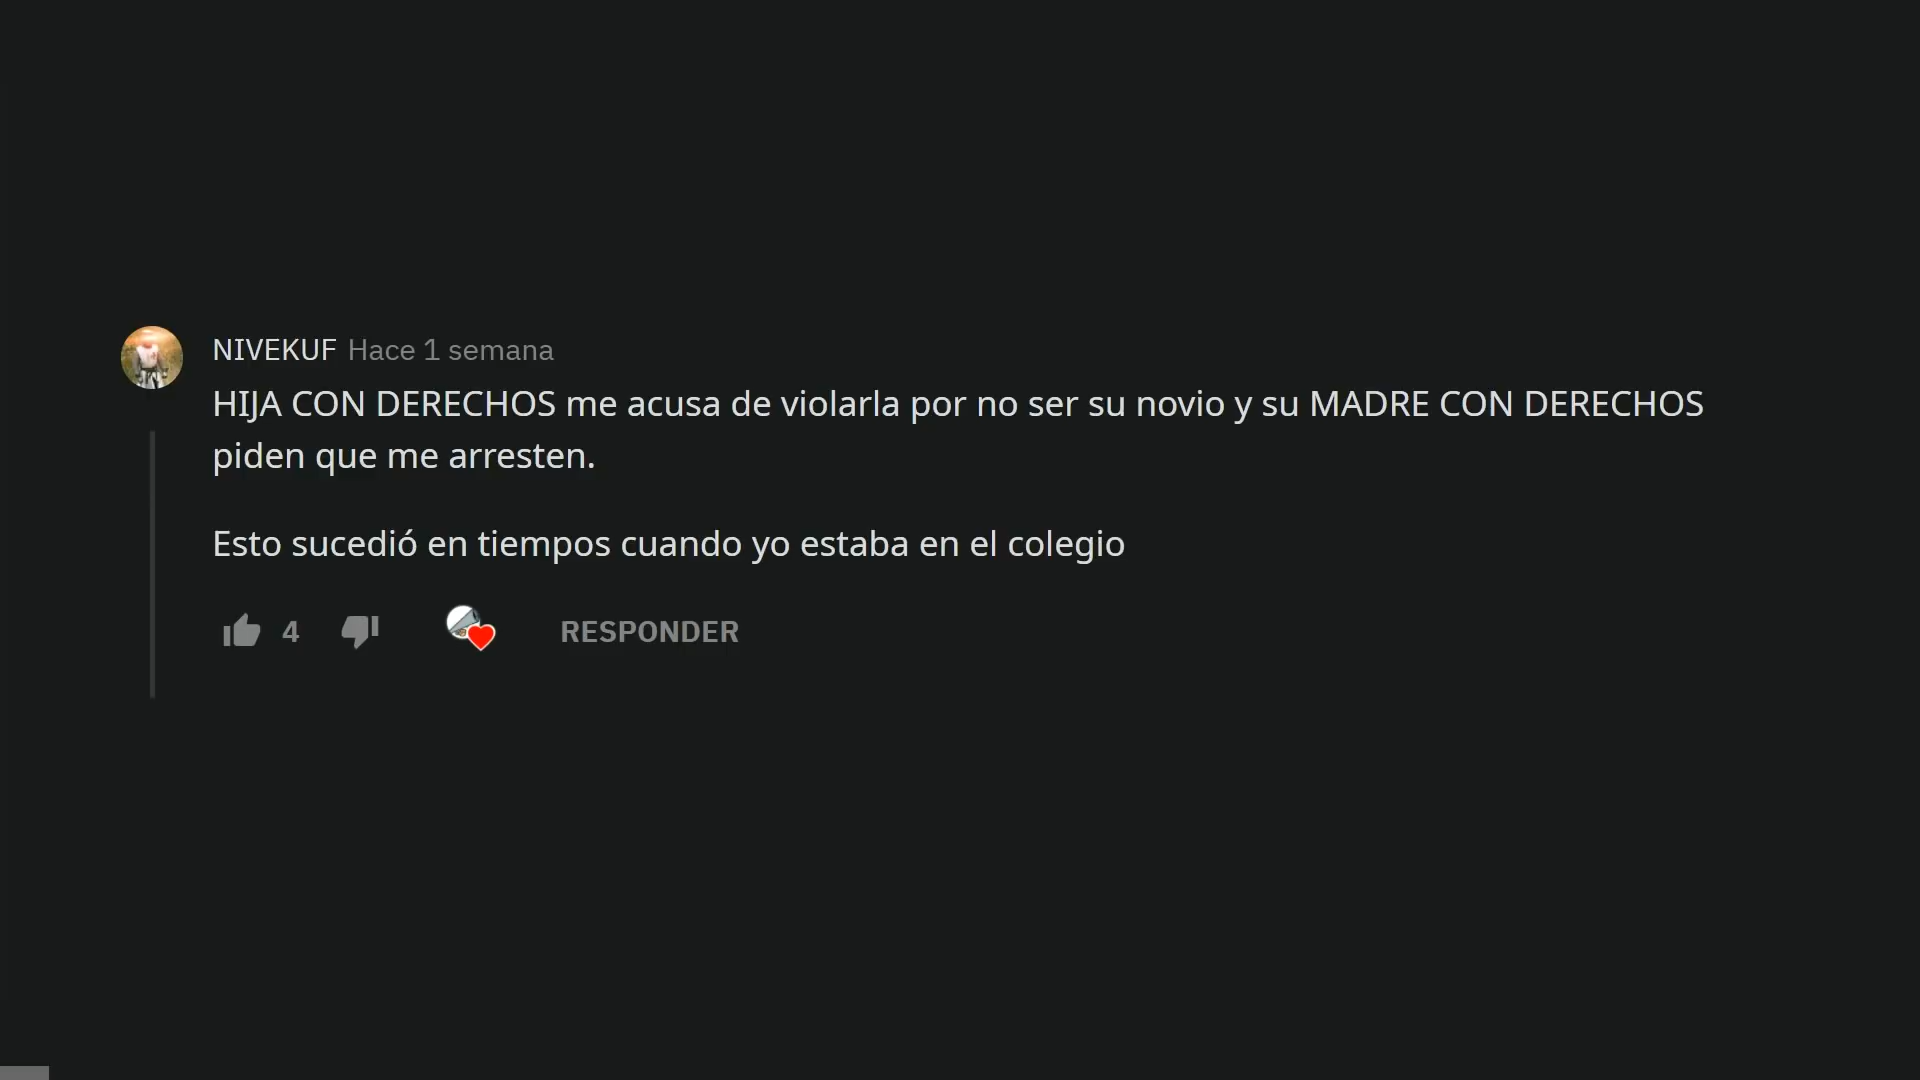 NIVEKUF Hace 1 semana
HIJA CON DERECHOS me acusa de violarla por no ser su novio y su MADRE CON DERECHOS
piden que me arresten.
Esto sucedió en tiempos cuando yo estaba en el colegio
4 RESPONDER